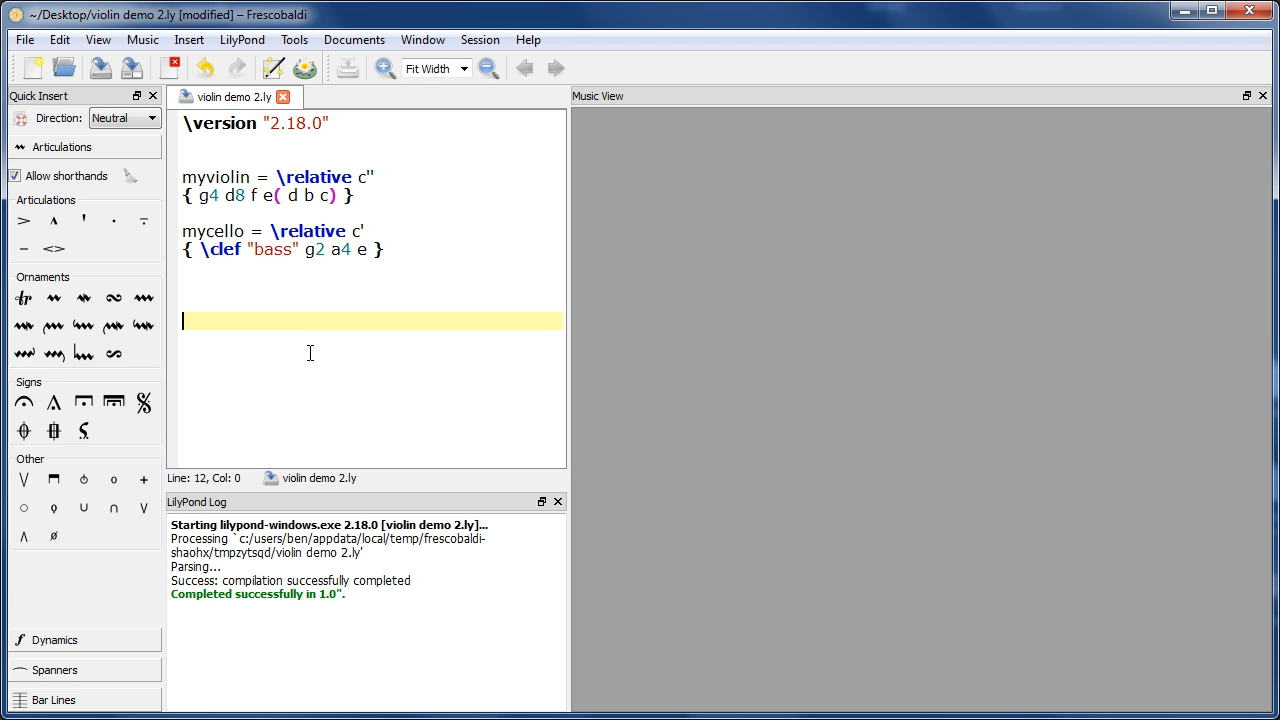 ~/Desktop/violin demo 2.ly [modified] – Frescobaldi
File Edit View Music Insert LilyPond Tools Documents Window Session Help
Fit Width
Quick Insert
violin demo 2.ly
Music View
Direction: Neutral
Articulations
Allow shorthands
Articulations
Ornaments
Signs
Other
Dynamics
Spanners
Bar Lines
\version "2.18.0"
myviolin = \relative c''
{ g4 d8 f e( d b c) }
mycello = \relative c'
{ \clef "bass" g2 a4 e }
Line: 12, Col: 0 violin demo 2.ly
LilyPond Log
Starting lilypond-windows.exe 2.18.0 [violin demo 2.ly]...
Processing `c:/users/ben/appdata/local/temp/frescobaldi-
shaohx/tmpzytsqd/violin demo 2.ly'
Parsing...
Success: compilation successfully completed
Completed successfully in 1.0".